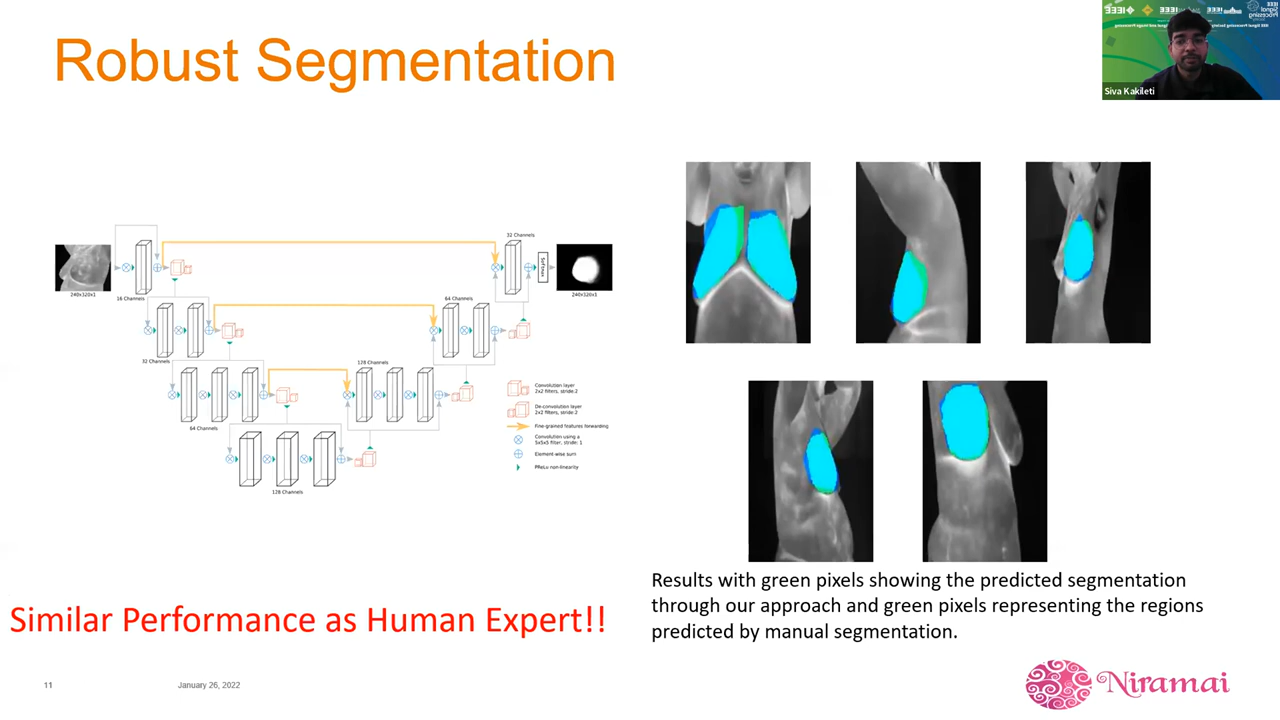 Robust Segmentation
Siva Kakileti
240x320x1
16 Channels
32 Channels
64 Channels
128 Channels
128 Channels
64 Channels
32 Channels
Softmax
240x320x1
Convolution layer
2x2 filters, stride:2
De-convolution layer
2x2 filters, stride:2
Fine-grained features forwarding
Convolution using a
5x5x5 filter, stride: 1
Element-wise sum
PReLu non-linearity
Results with green pixels showing the predicted segmentation
through our approach and green pixels representing the regions
predicted by manual segmentation.
Similar Performance as Human Expert!!
11
January 26, 2022
Niramai